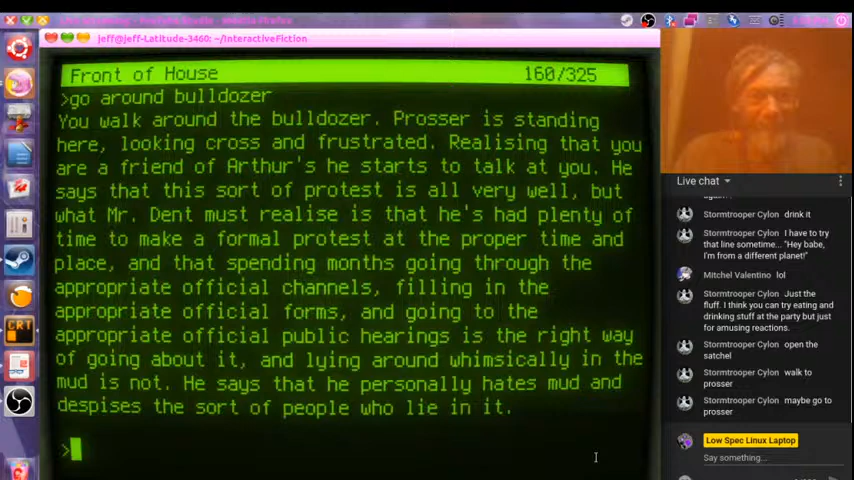 jeff@jeff-Latitude-3460: ~/InteractiveFiction
Front of House 160/325
>go around bulldozer
You walk around the bulldozer. Prosser is standing
here, looking cross and frustrated. Realising that you
are a friend of Arthur's he starts to talk at you. He
says that this sort of protest is all very well, but
what Mr. Dent must realise is that he's had plenty of
time to make a formal protest at the proper time and
place, and that spending months going through the
appropriate official channels, filling in the
appropriate official forms, and going to the
appropriate official public hearings is the right way
of going about it, and lying around whimsically in the
mud is not. He says that he personally hates mud and
despises the sort of people who lie in it.
>
CRT
Live chat
Stormtrooper Cylon drink it
Stormtrooper Cylon I have to try
that line sometime... "Hey babe,
I'm from a different planet!"
Mitchel Valentino lol
Stormtrooper Cylon Just the
fluff. I think you can try eating and
drinking stuff at the party but just
for amusing reactions.
Stormtrooper Cylon open the
satchel
Stormtrooper Cylon walk to
prosser
Stormtrooper Cylon maybe go to
prosser
Low Spec Linux Laptop
Say something...